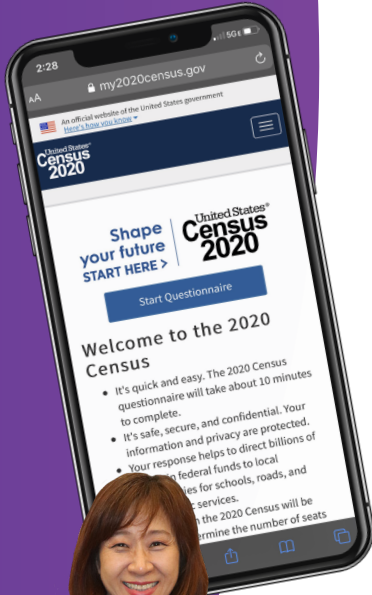 2:28
5GE
AA
my2020census.gov
An official website of the United States government
Here's how you know
United States®
Census
2020
Shape
your future
START HERE >
United States®
Census
2020
Start Questionnaire
Welcome to the 2020
Census
• It's quick and easy. The 2020 Census
questionnaire will take about 10 minutes
to complete.
• It's safe, secure, and confidential. Your
information and privacy are protected.
• Your response helps to direct billions of
in federal funds to local
for schools, roads, and
services.
the 2020 Census will be
the number of seats